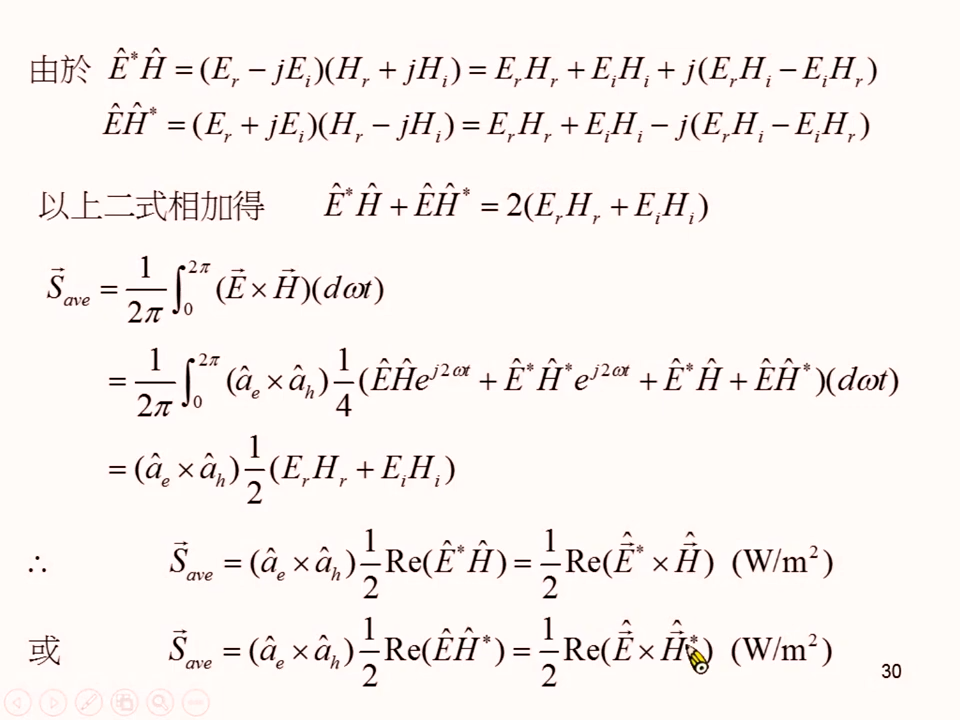 由於 Ê*Ĥ = (E_r − jE_i)(H_r + jH_i) = E_rH_r + E_iH_i + j(E_rH_i − E_iH_r)
ÊĤ* = (E_r + jE_i)(H_r − jH_i) = E_rH_r + E_iH_i − j(E_rH_i − E_iH_r)
以上二式相加得 Ê*Ĥ + ÊĤ* = 2(E_rH_r + E_iH_i)
S⃗_ave = 1/2π ∫_0^{2π} (E⃗ × H⃗)(dωt)
= 1/2π ∫_0^{2π} (â_e × â_h) 1/4 (ÊĤe^{j2ωt} + Ê*Ĥ*e^{j2ωt} + Ê*Ĥ + ÊĤ*)(dωt)
= (â_e × â_h) 1/2 (E_rH_r + E_iH_i)
∴ S⃗_ave = (â_e × â_h) 1/2 Re(Ê*Ĥ) = 1/2 Re(Ê⃗* × Ĥ⃗) (W/m²)
或 S⃗_ave = (â_e × â_h) 1/2 Re(ÊĤ*) = 1/2 Re(Ê⃗ × Ĥ⃗*) (W/m²)
30